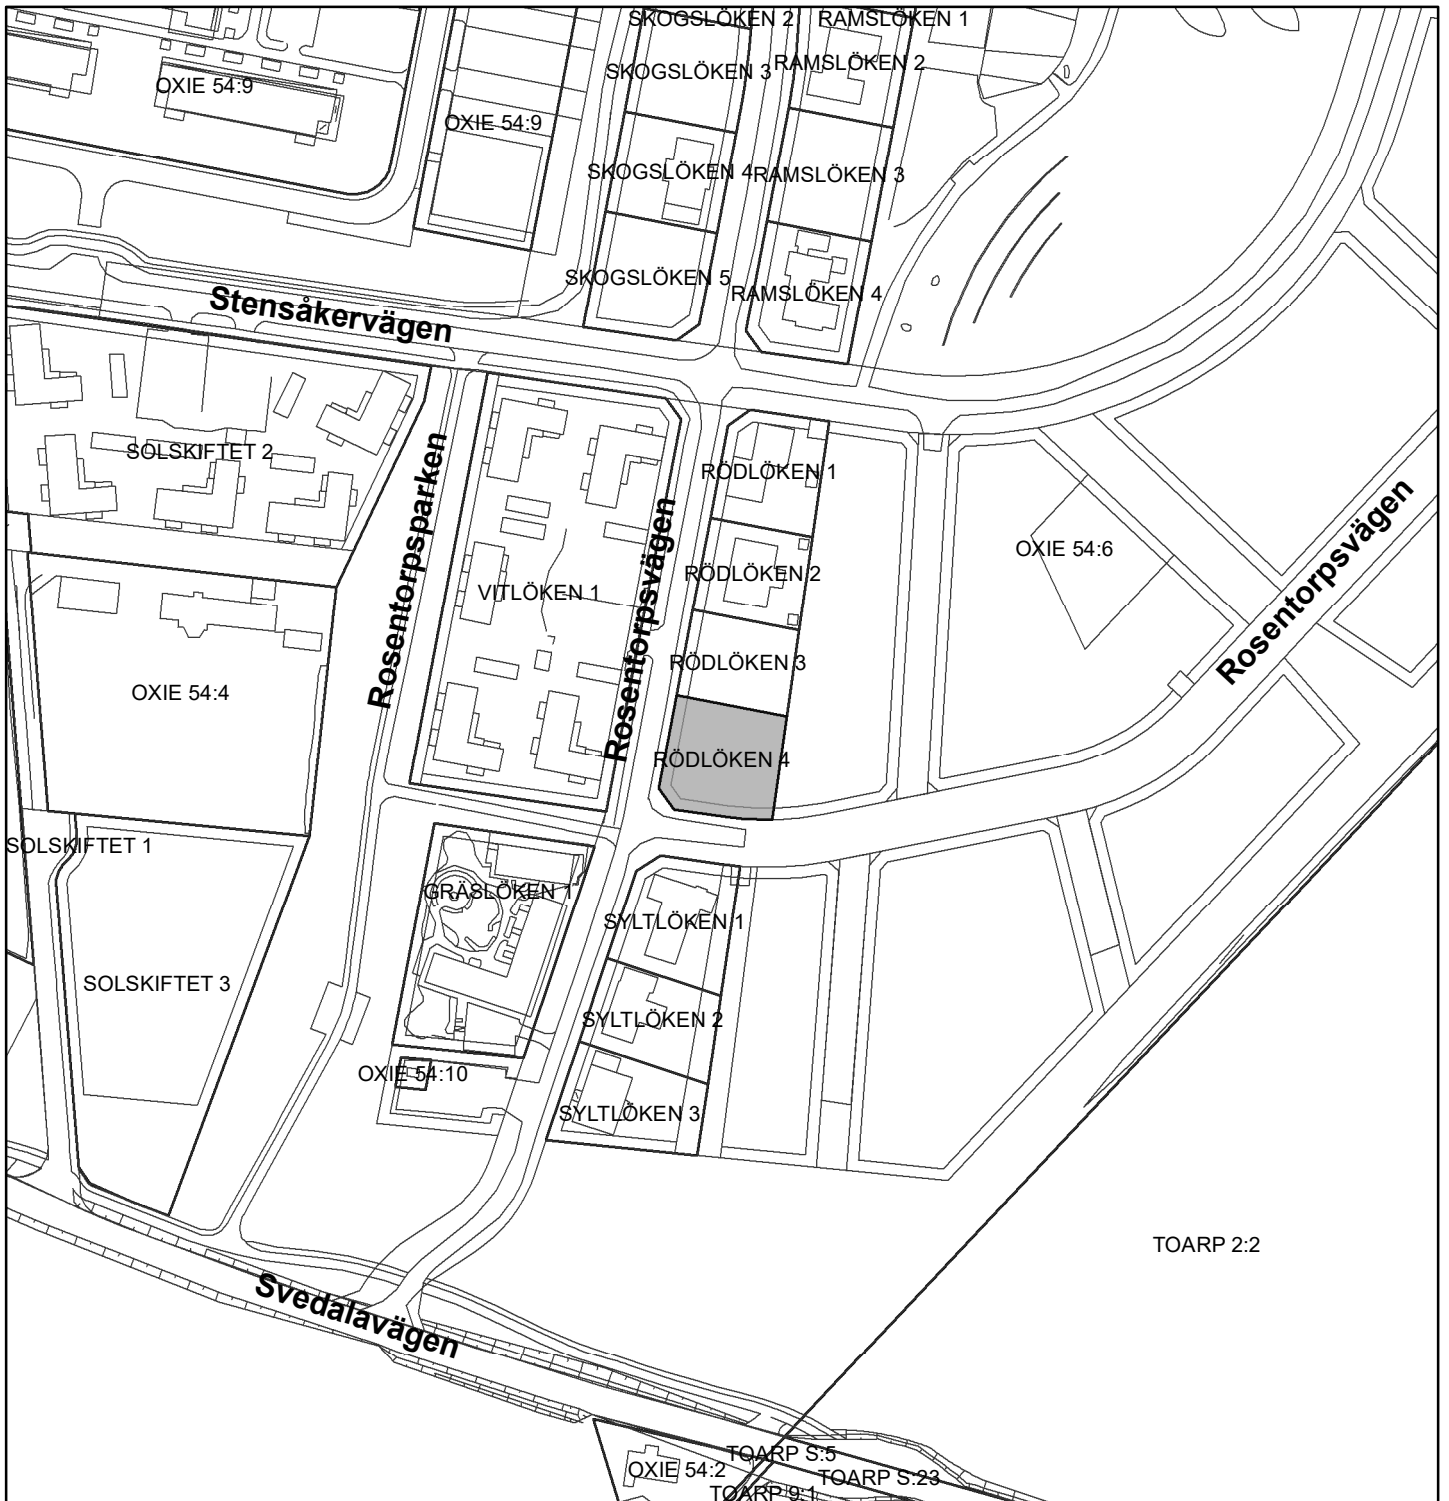 SKOGSLÖKEN 2
RAMSLÖKEN 1
SKOGSLÖKEN 3
RAMSLÖKEN 2
OXIE 54:9
OXIE 54:9
SKOGSLÖKEN 4
RAMSLÖKEN 3
SKOGSLÖKEN 5
RAMSLÖKEN 4
Stensåkervägen
SOLSKIFTET 2
RÖDLÖKEN 1
Rosentorpsparken
Rosentorpsvägen
OXIE 54:6
Rosentorpsvägen
RÖDLÖKEN 2
VITLÖKEN 1
RÖDLÖKEN 3
OXIE 54:4
RÖDLÖKEN 4
SOLSKIFTET 1
GRÄSLÖKEN 1
SYLTLÖKEN 1
SOLSKIFTET 3
SYLTLÖKEN 2
OXIE 54:10
SYLTLÖKEN 3
TOARP 2:2
Svedalavägen
TOARP S:5
OXIE 54:2
TOARP S:23
TOARP 9:1